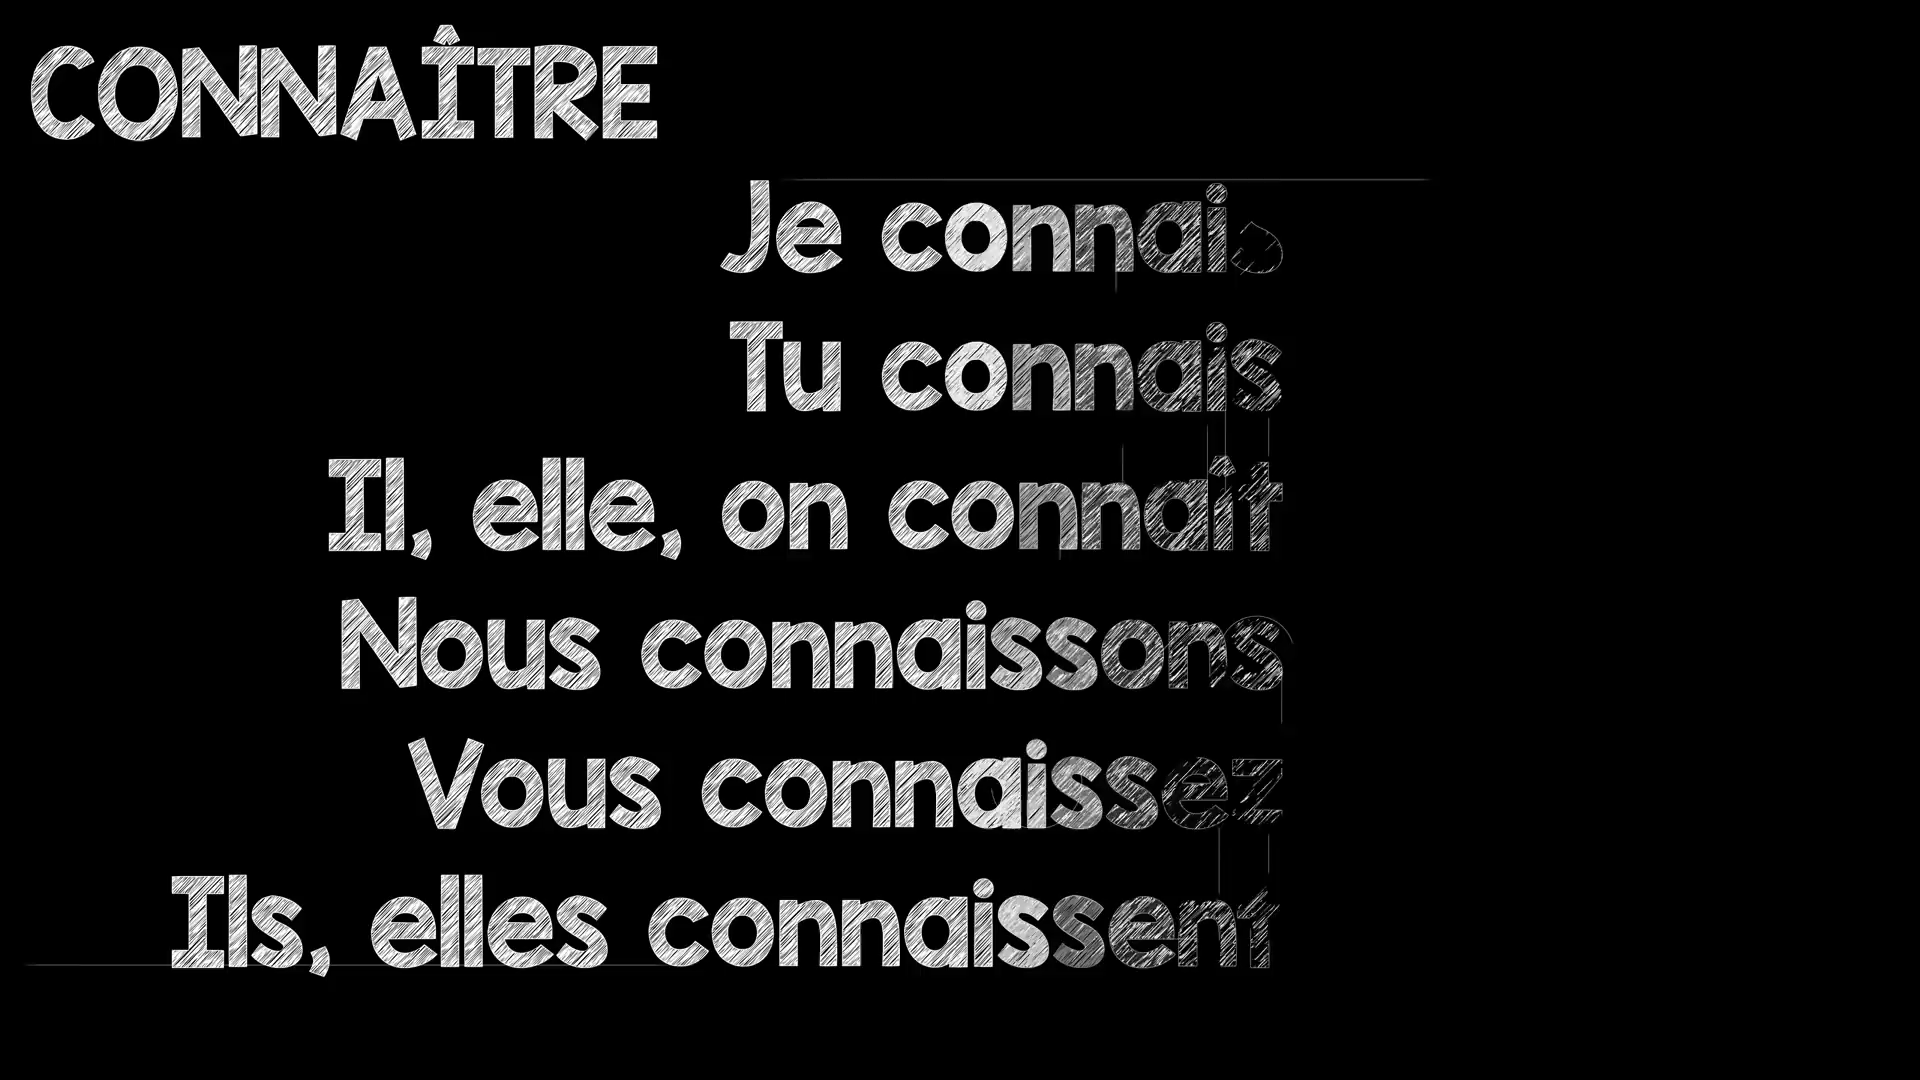 CONNAÎTRE
Je connais
Tu connais
Il, elle, on connaît
Nous connaissons
Vous connaissez
Ils, elles connaissent